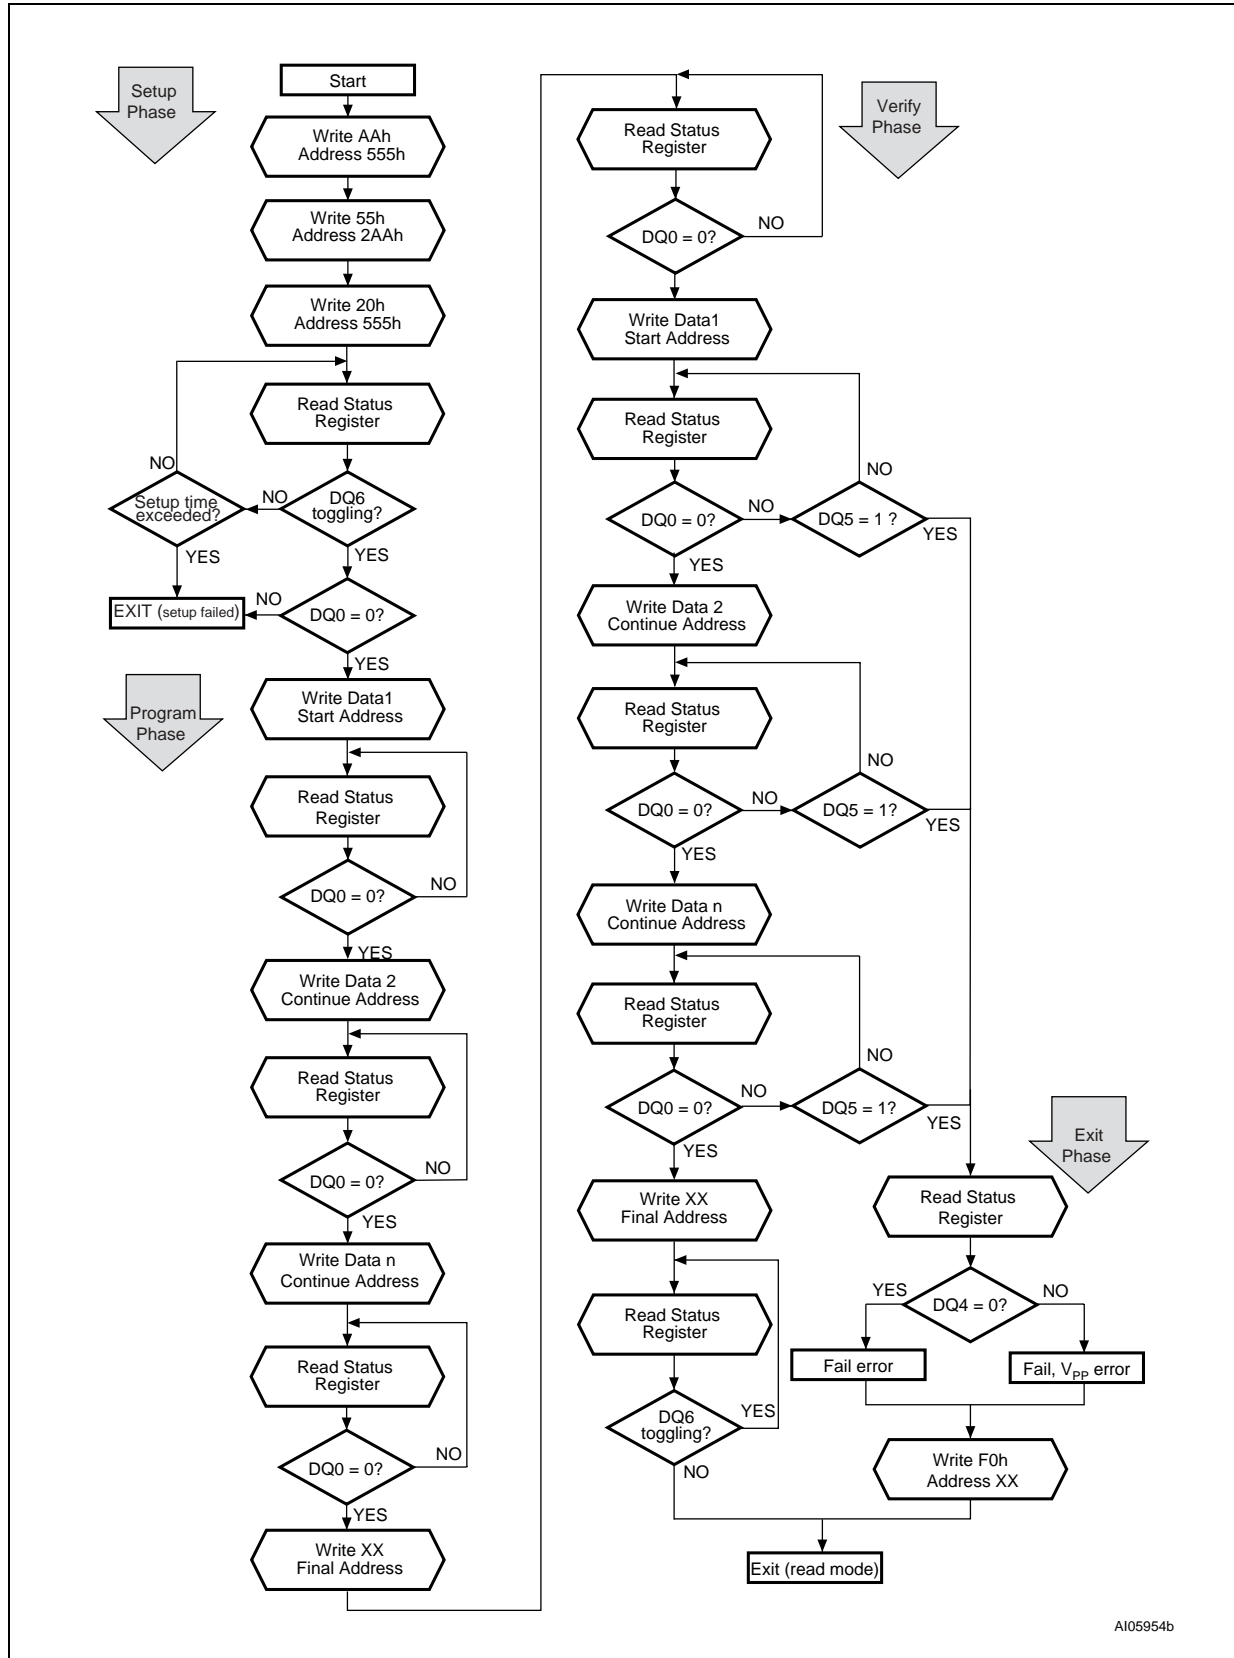 Setup
Phase
Start
Write AAh
Address 555h
Write 55h
Address 2AAh
Write 20h
Address 555h
Read Status
Register
NO
Setup time
exceeded?
NO
DQ6
toggling?
YES
YES
EXIT (setup failed)
NO
DQ0 = 0?
YES
Program
Phase
Write Data1
Start Address
Read Status
Register
DQ0 = 0?
NO
YES
Write Data 2
Continue Address
Read Status
Register
DQ0 = 0?
NO
YES
Write Data n
Continue Address
Read Status
Register
DQ0 = 0?
NO
YES
Write XX
Final Address
Verify
Phase
Read Status
Register
DQ0 = 0?
NO
YES
Write Data1
Start Address
Read Status
Register
NO
DQ0 = 0?
NO
DQ5 = 1 ?
YES
YES
Write Data 2
Continue Address
Read Status
Register
NO
DQ0 = 0?
NO
DQ5 = 1?
YES
YES
Write Data n
Continue Address
Read Status
Register
NO
DQ0 = 0?
NO
DQ5 = 1?
YES
YES
Write XX
Final Address
Read Status
Register
DQ6
toggling?
YES
NO
Exit
Phase
Read Status
Register
YES
DQ4 = 0?
NO
Fail error
Fail, VPP error
Write F0h
Address XX
Exit (read mode)
AI05954b